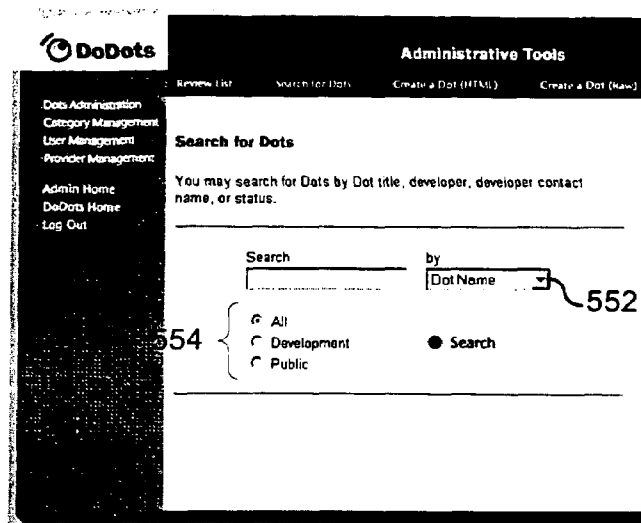 DoDots
Administrative Tools
Review List Search for Dots Create a Dot (HTML) Create a Dot (Raw)
Dots Administration
Category Management
User Management
Provider Management
Admin Home
DoDots Home
Log Out
Search for Dots
You may search for Dots by Dot title, developer, developer contact
name, or status.
Search by
Dot Name
552
554
All
Development Search
Public